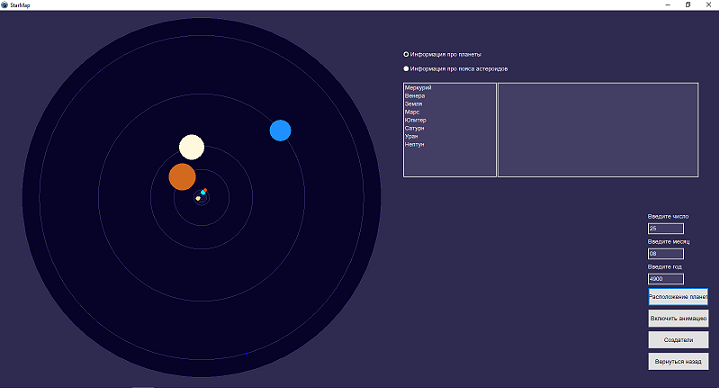 StarMap
Информация про планеты
Информация про пояса астероидов
Меркурий
Венера
Земля
Марс
Юпитер
Сатурн
Уран
Нептун
Введите число
25
Введите месяц
08
Введите год
4900
Расположение планет
Включить анимацию
Создатели
Вернуться назад